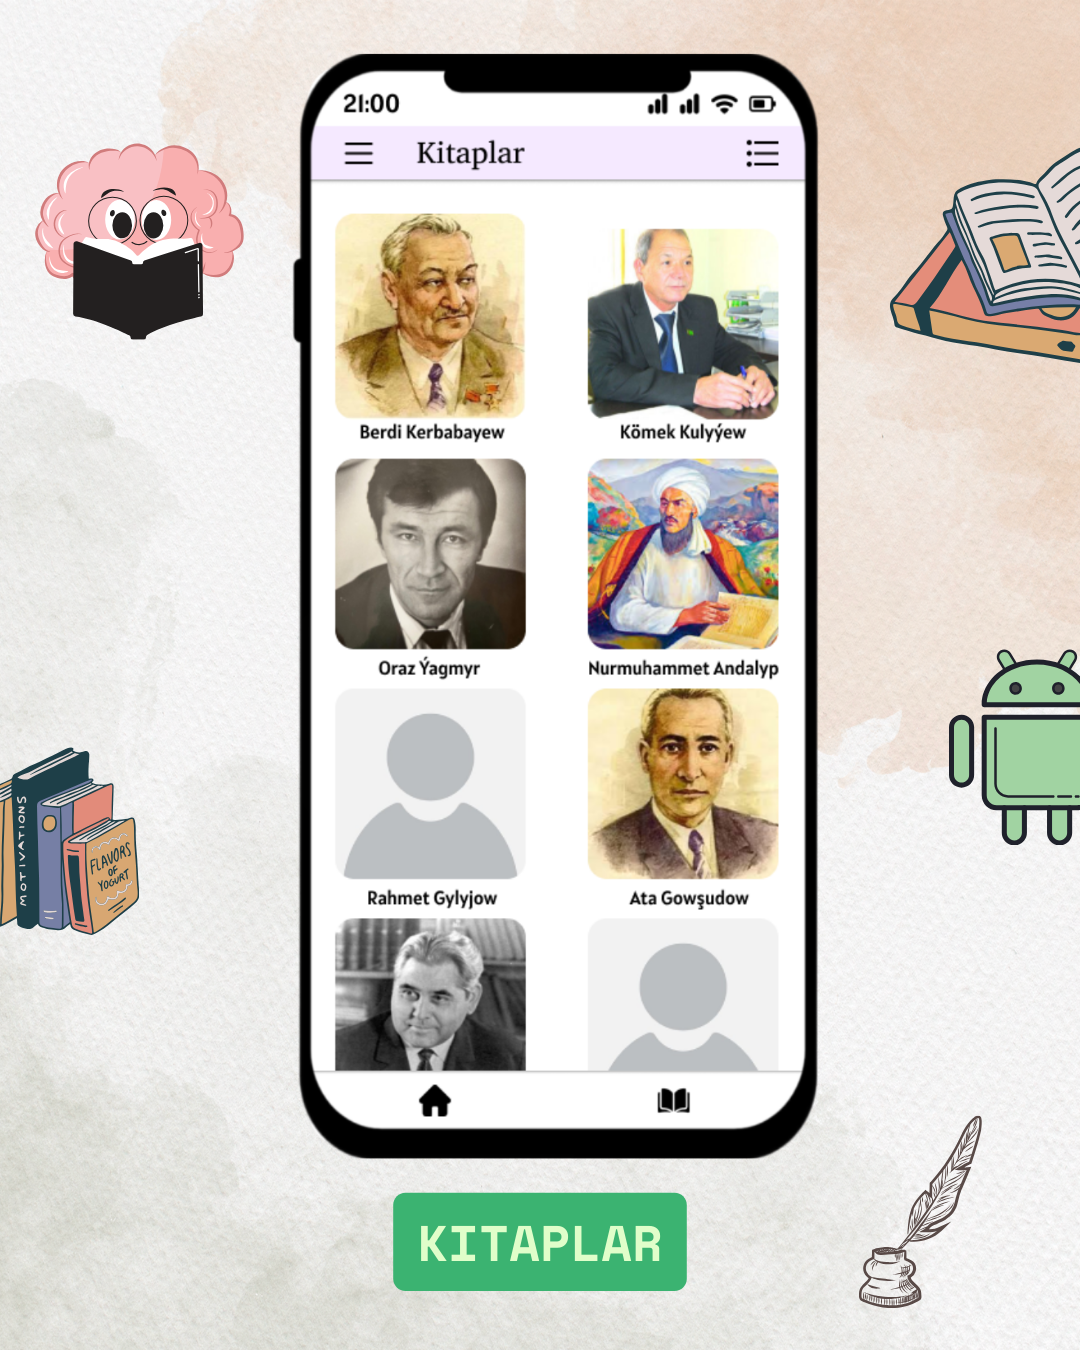 21:00
Kitaplar
Berdi Kerbabayew
Kömek Kulyýew
Oraz Ýagmyr
Nurmuhammet Andalyp
Rahmet Gylyjow
Ata Gowşudow
MOTIVATIONS
FLAVORS
OF
YOGURT
KITAPLAR